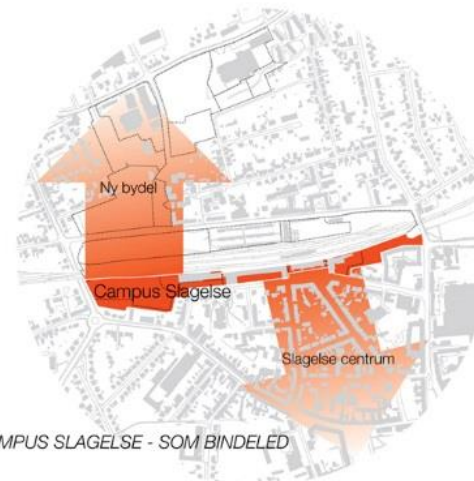 Ny bydel
Campus Slagelse
Slagelse centrum
MPUS SLAGELSE - SOM BINDELED